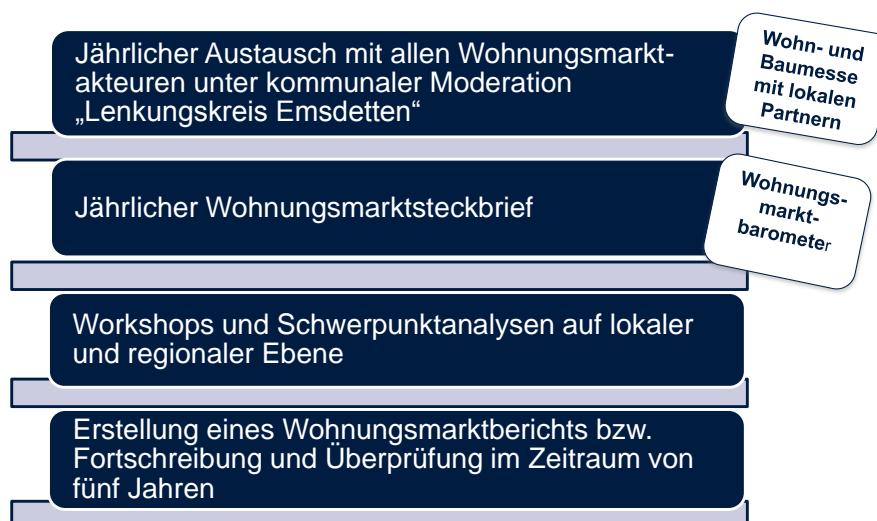 Jährlicher Austausch mit allen Wohnungsmarkt-
akteuren unter kommunaler Moderation
„Lenkungskreis Emsdetten“
Wohn- und
Baumesse
mit lokalen
Partnern
Jährlicher Wohnungsmarktsteckbrief
Wohnungs-
markt-
barometer
Workshops und Schwerpunktanalysen auf lokaler
und regionaler Ebene
Erstellung eines Wohnungsmarktberichts bzw.
Fortschreibung und Überprüfung im Zeitraum von
fünf Jahren